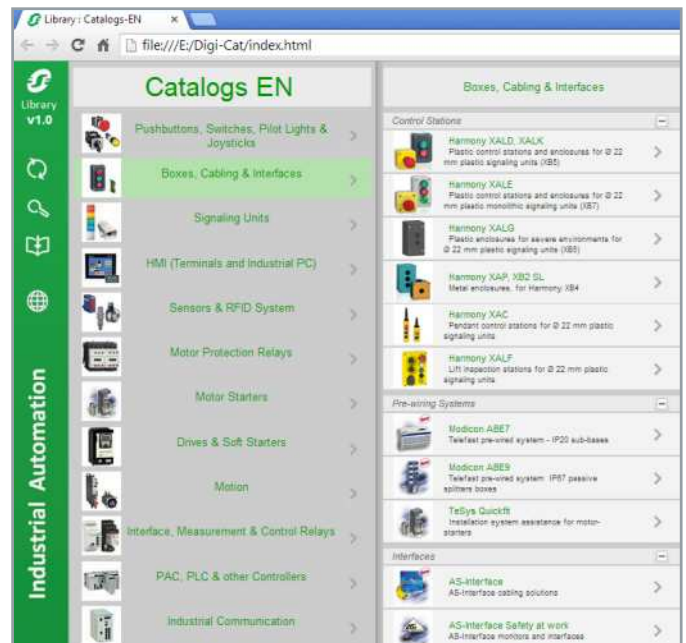 Library : Catalogs-EN
file:///E:/Digi-Cat/index.html
Library
v1.0
Industrial Automation
Catalogs EN
Pushbuttons, Switches, Pilot Lights &
Joysticks
Boxes, Cabling & Interfaces
Signaling Units
HMI (Terminals and Industrial PC)
Sensors & RFID System
Motor Protection Relays
Motor Starters
Drives & Soft Starters
Motion
Interface, Measurement & Control Relays
PAC, PLC & other Controllers
Industrial Communication
Boxes, Cabling & Interfaces
Control Stations
Harmony XALD, XALK
Plastic control stations and enclosures for Ø 22
mm plastic signaling units (XB5)
Harmony XALE
Plastic control stations and enclosures for Ø 22
mm plastic monolithic signaling units (XB7)
Harmony XALG
Plastic enclosures for severe environments for
Ø 22 mm plastic signaling units (XB5)
Harmony XAP, XB2 SL
Metal enclosures, for Harmony XB4
Harmony XAC
Pendant control stations for Ø 22 mm plastic
signaling units
Harmony XALF
Lift inspection stations for Ø 22 mm plastic
signaling units
Pre-wiring Systems
Modicon ABE7
Telefast pre-wired system - IP20 sub-bases
Modicon ABE9
Telefast pre-wired system IP67 passive
splitters boxes
TeSys Quickfit
Installation system assistance for motor-
starters
Interfaces
AS-Interface
AS-Interface cabling solutions
AS-Interface Safety at work
AS-Interface monitors and interfaces